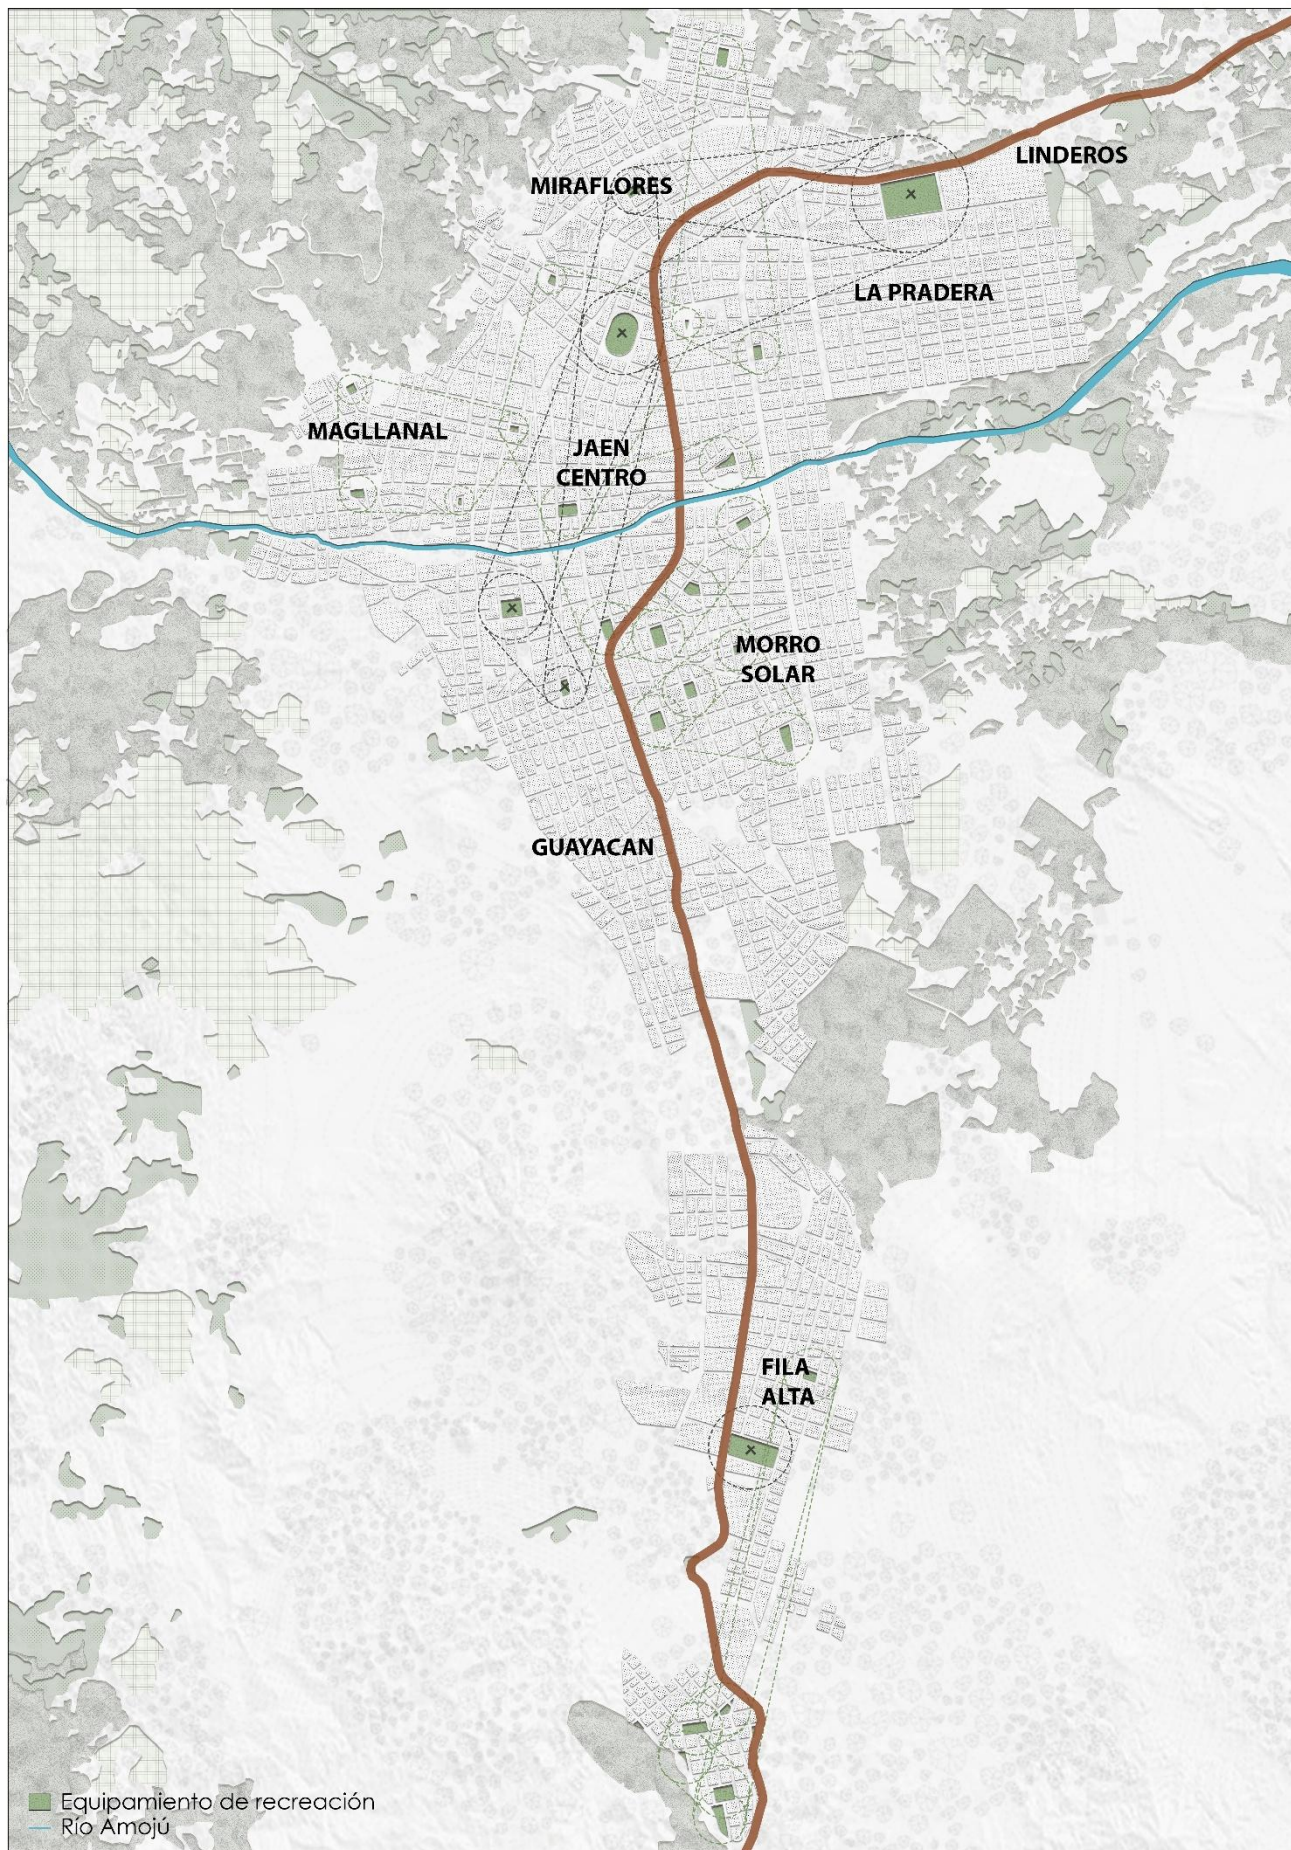 LINDEROS
MIRAFLORES
LA PRADERA
MAGLLANAL
JAEN
CENTRO
MORRO
SOLAR
GUAYACAN
FILA
ALTA
Equipamiento de recreación
Río Amojú